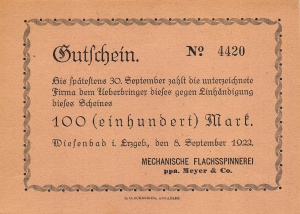 Gutschein. No 4420
Bis spätestens 30. September zahlt die unterzeichnete
Firma dem Ueberbringer dieses gegen Einhändigung
dieses Scheines
100 (einhundert) Mark.
Wiesenbad i. Erzgeb., den 8. September 1922.
MECHANISCHE FLACHSSPINNEREI
ppa. Meyer & Co.